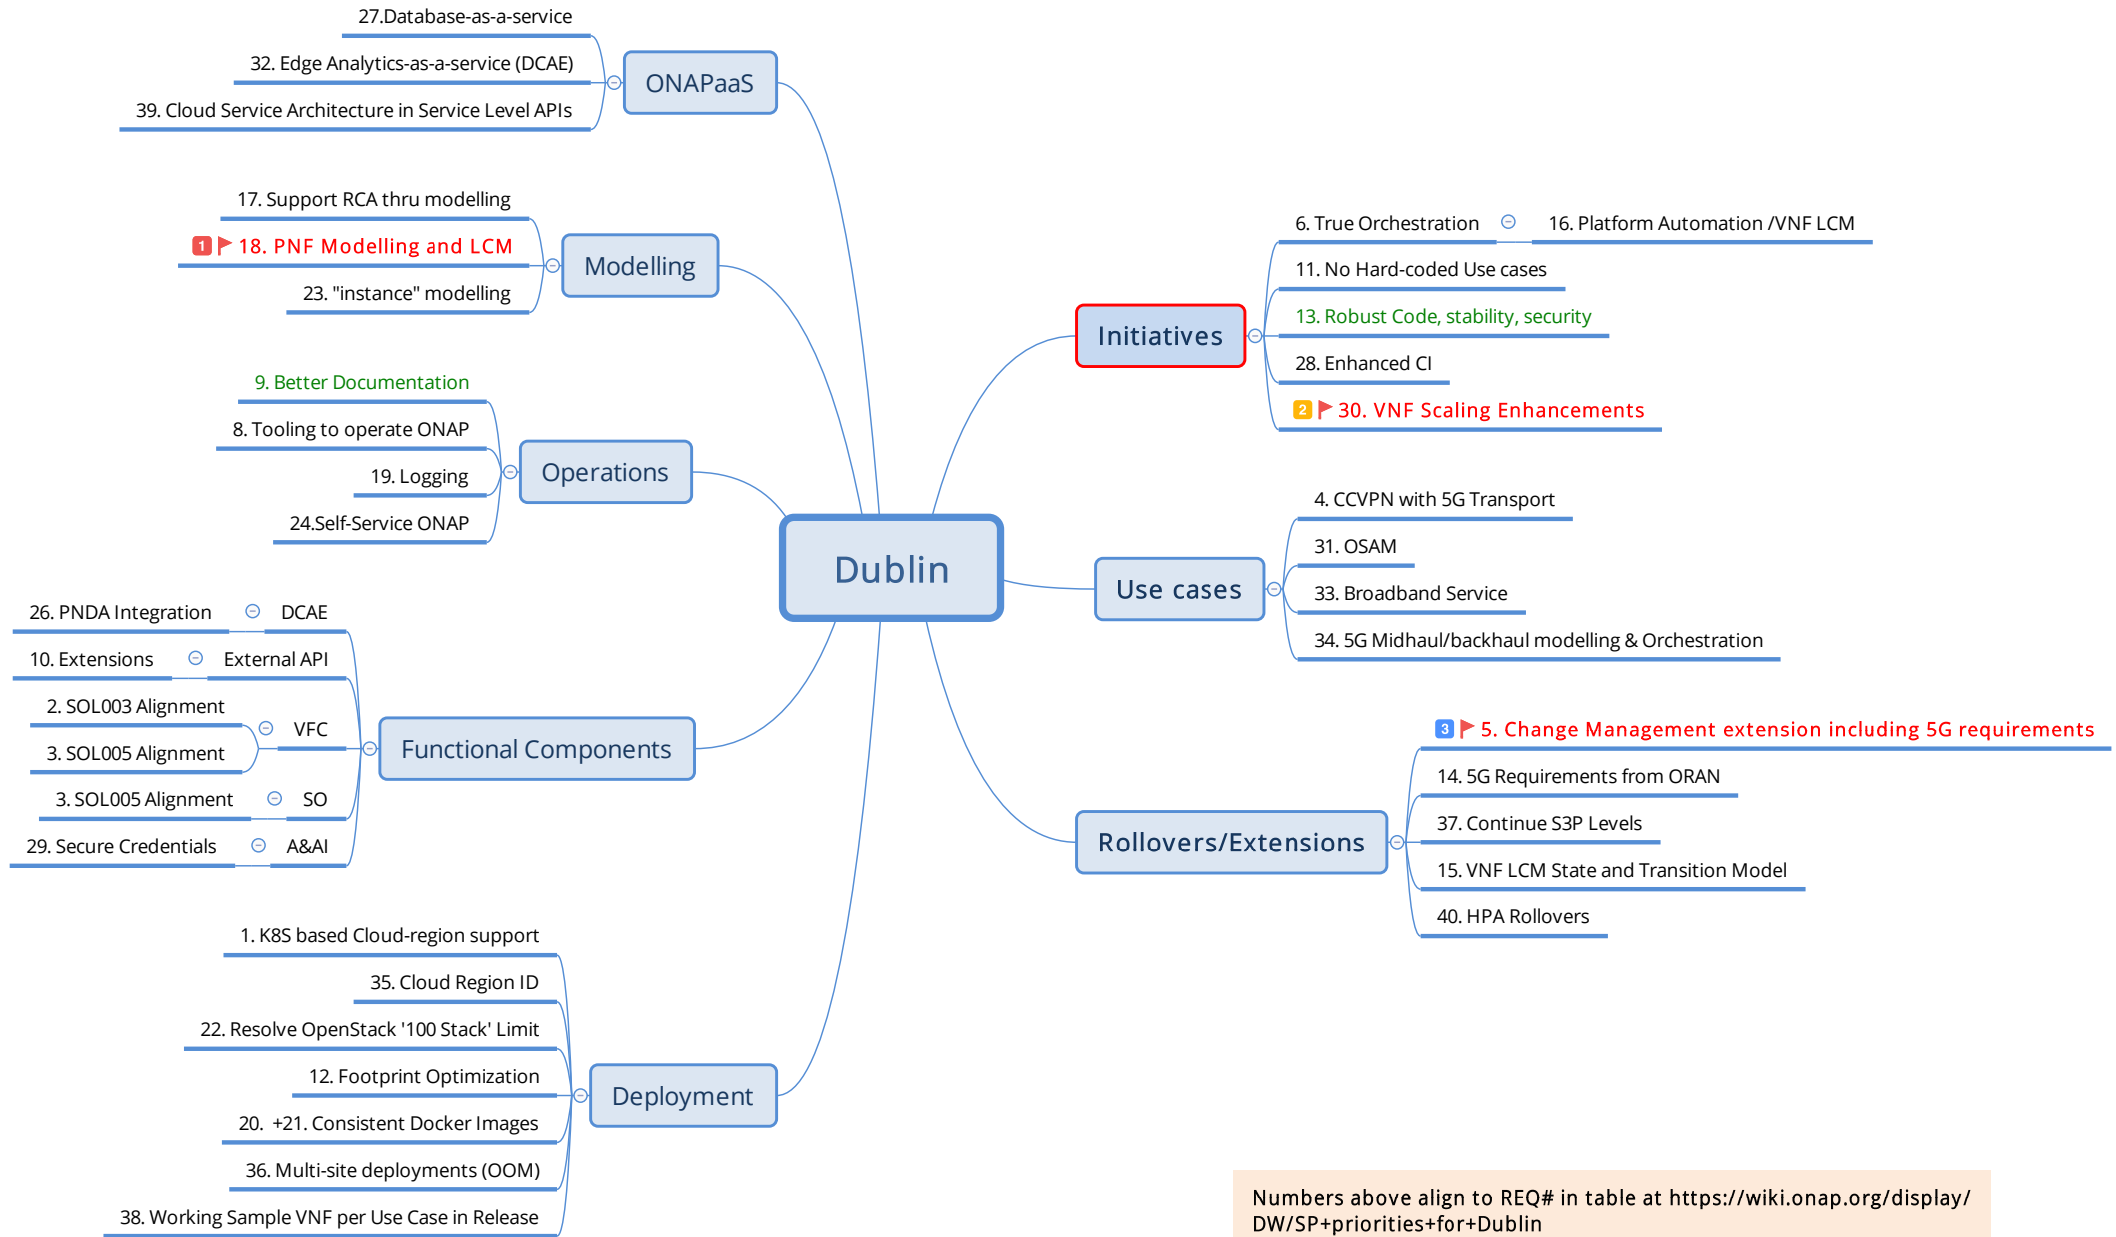 27.Database-as-a-service
32. Edge Analytics-as-a-service (DCAE)
39. Cloud Service Architecture in Service Level APIs
ONAPaaS
17. Support RCA thru modelling
1 18. PNF Modelling and LCM
23. "instance" modelling
Modelling
9. Better Documentation
8. Tooling to operate ONAP
19. Logging
24.Self-Service ONAP
Operations
26. PNDA Integration
DCAE
10. Extensions
External API
2. SOL003 Alignment
3. SOL005 Alignment
VFC
3. SOL005 Alignment
SO
29. Secure Credentials
A&AI
Functional Components
1. K8S based Cloud-region support
35. Cloud Region ID
22. Resolve OpenStack '100 Stack' Limit
12. Footprint Optimization
20.  +21. Consistent Docker Images
36. Multi-site deployments (OOM)
38. Working Sample VNF per Use Case in Release
Deployment
Dublin
Initiatives
6. True Orchestration
16. Platform Automation /VNF LCM
11. No Hard-coded Use cases
13. Robust Code, stability, security
28. Enhanced CI
2 30. VNF Scaling Enhancements
Use cases
4. CCVPN with 5G Transport
31. OSAM
33. Broadband Service
34. 5G Midhaul/backhaul modelling & Orchestration
Rollovers/Extensions
3 5. Change Management extension including 5G requirements
14. 5G Requirements from ORAN
37. Continue S3P Levels
15. VNF LCM State and Transition Model
40. HPA Rollovers
Numbers above align to REQ# in table at https://wiki.onap.org/display/
DW/SP+priorities+for+Dublin